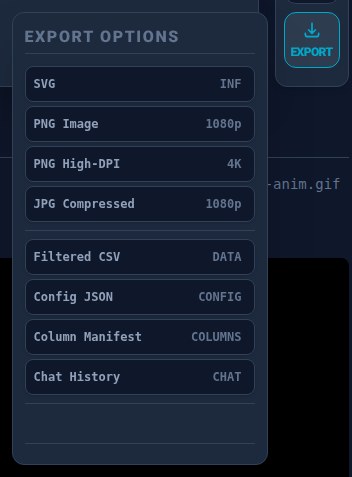 EXPORT OPTIONS
EXPORT
SVG INF
PNG Image 1080p
PNG High-DPI 4K
-anim.gif
JPG Compressed 1080p
Filtered CSV DATA
Config JSON CONFIG
Column Manifest COLUMNS
Chat History CHAT